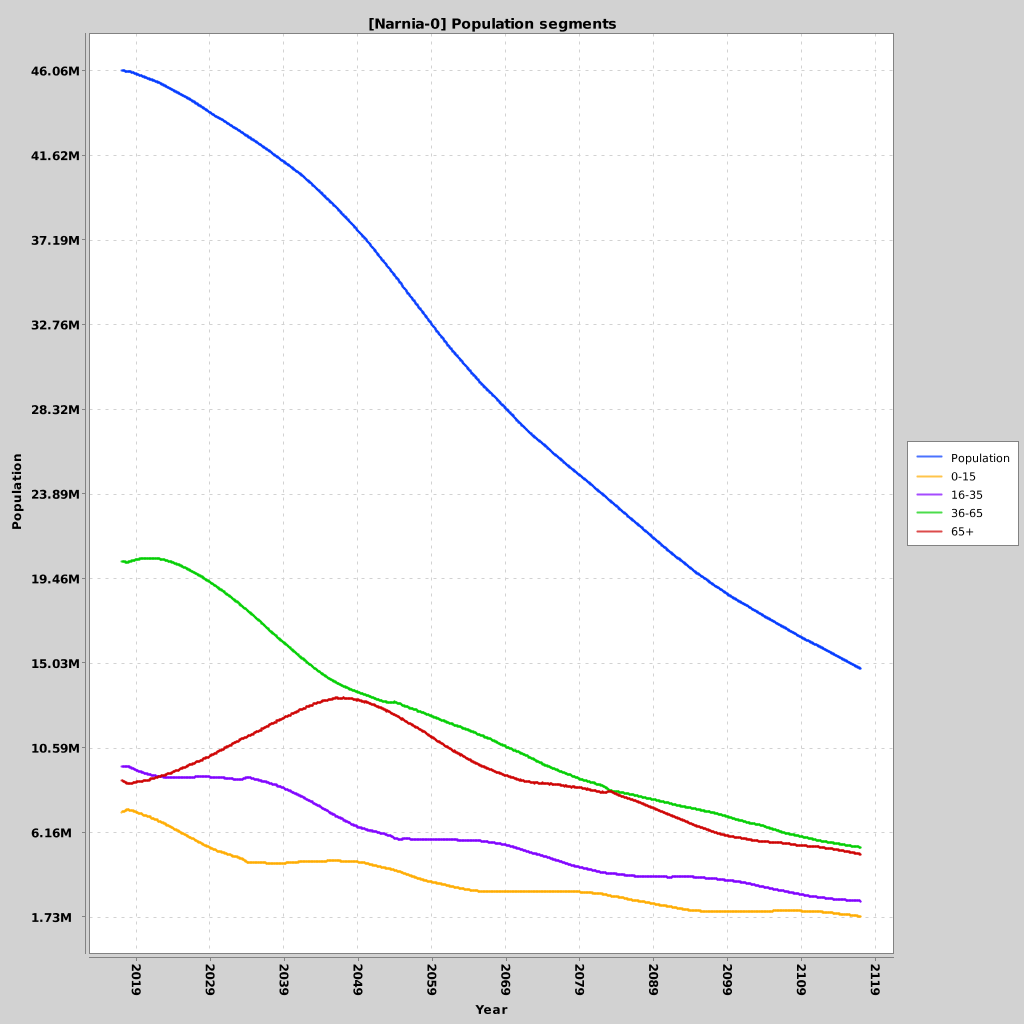 [Narnia-0] Population segments
46.06M
41.62M
37.19M
32.76M
28.32M
23.89M
19.46M
15.03M
10.59M
6.16M
1.73M
Population
2019
2029
2039
2049
2059
2069
2079
2089
2099
2109
2119
Year
Population
0-15
16-35
36-65
65+